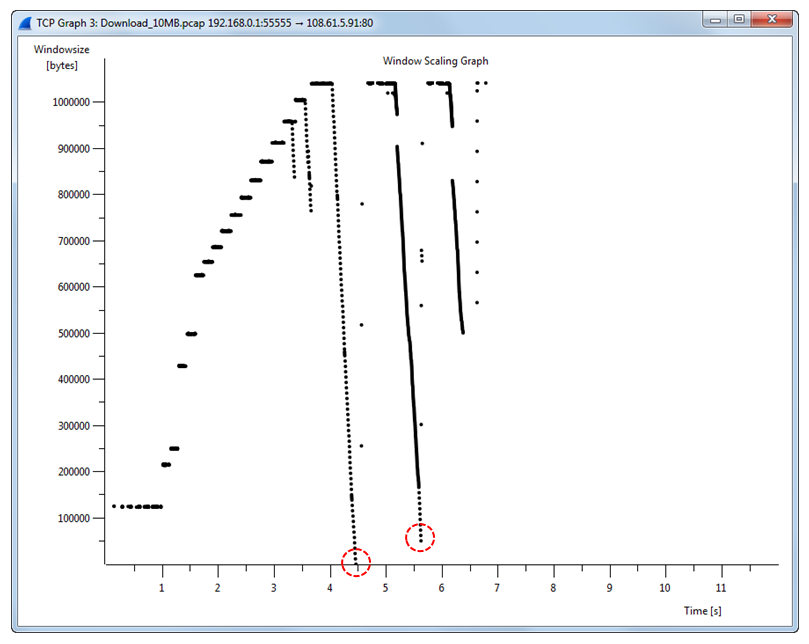 TCP Graph 3: Download_10MB.pcap 192.168.0.1:55555 → 108.61.5.91:80
Windowsize
[bytes]
Window Scaling Graph
1000000
900000
800000
700000
600000
500000
400000
300000
200000
100000
1 2 3 4 5 6 7 8 9 10 11
Time [s]